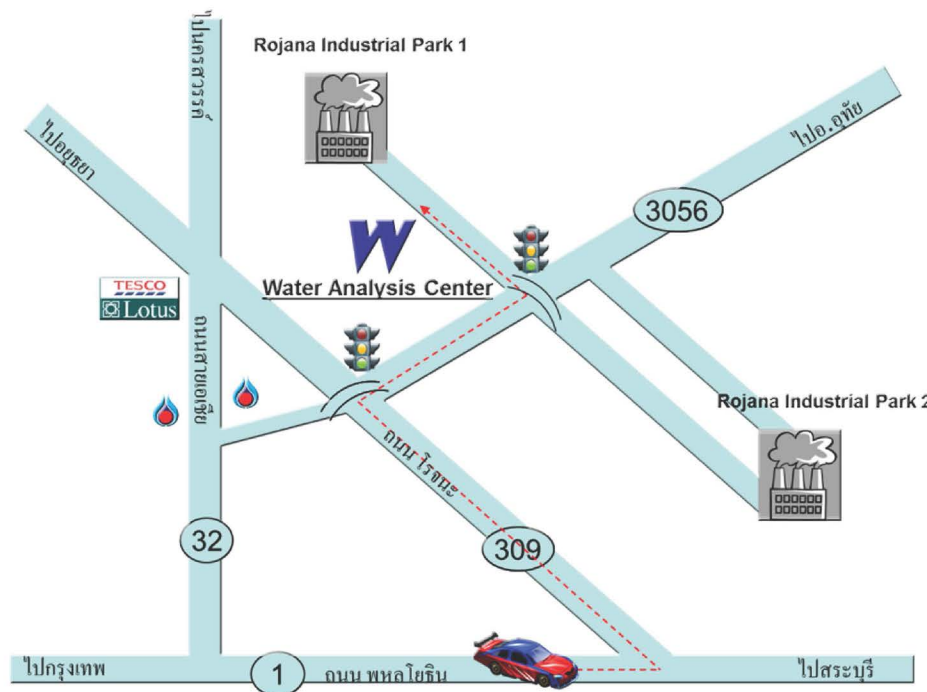 ไปนครสวรรค์
Rojana Industrial Park 1
ไปอยุธยา
ไปอ.อุทัย
3056
Water Analysis Center
TESCO
Lotus
ถนนสายเอเชีย
Rojana Industrial Park 2
ถนน โรจนะ
32
309
ไปกรุงเทพ
1
ถนน พหลโยธิน
ไปสระบุรี